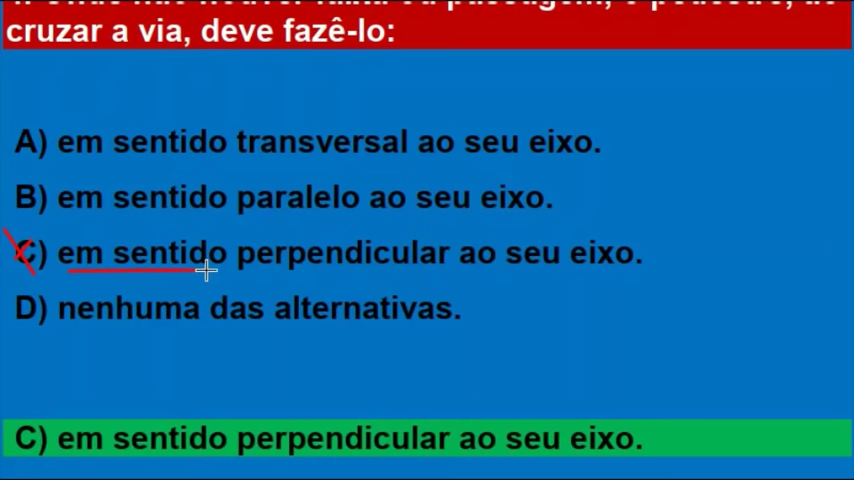 cruzar a via, deve fazê-lo:
A) em sentido transversal ao seu eixo.
B) em sentido paralelo ao seu eixo.
C) em sentido perpendicular ao seu eixo.
D) nenhuma das alternativas.
C) em sentido perpendicular ao seu eixo.